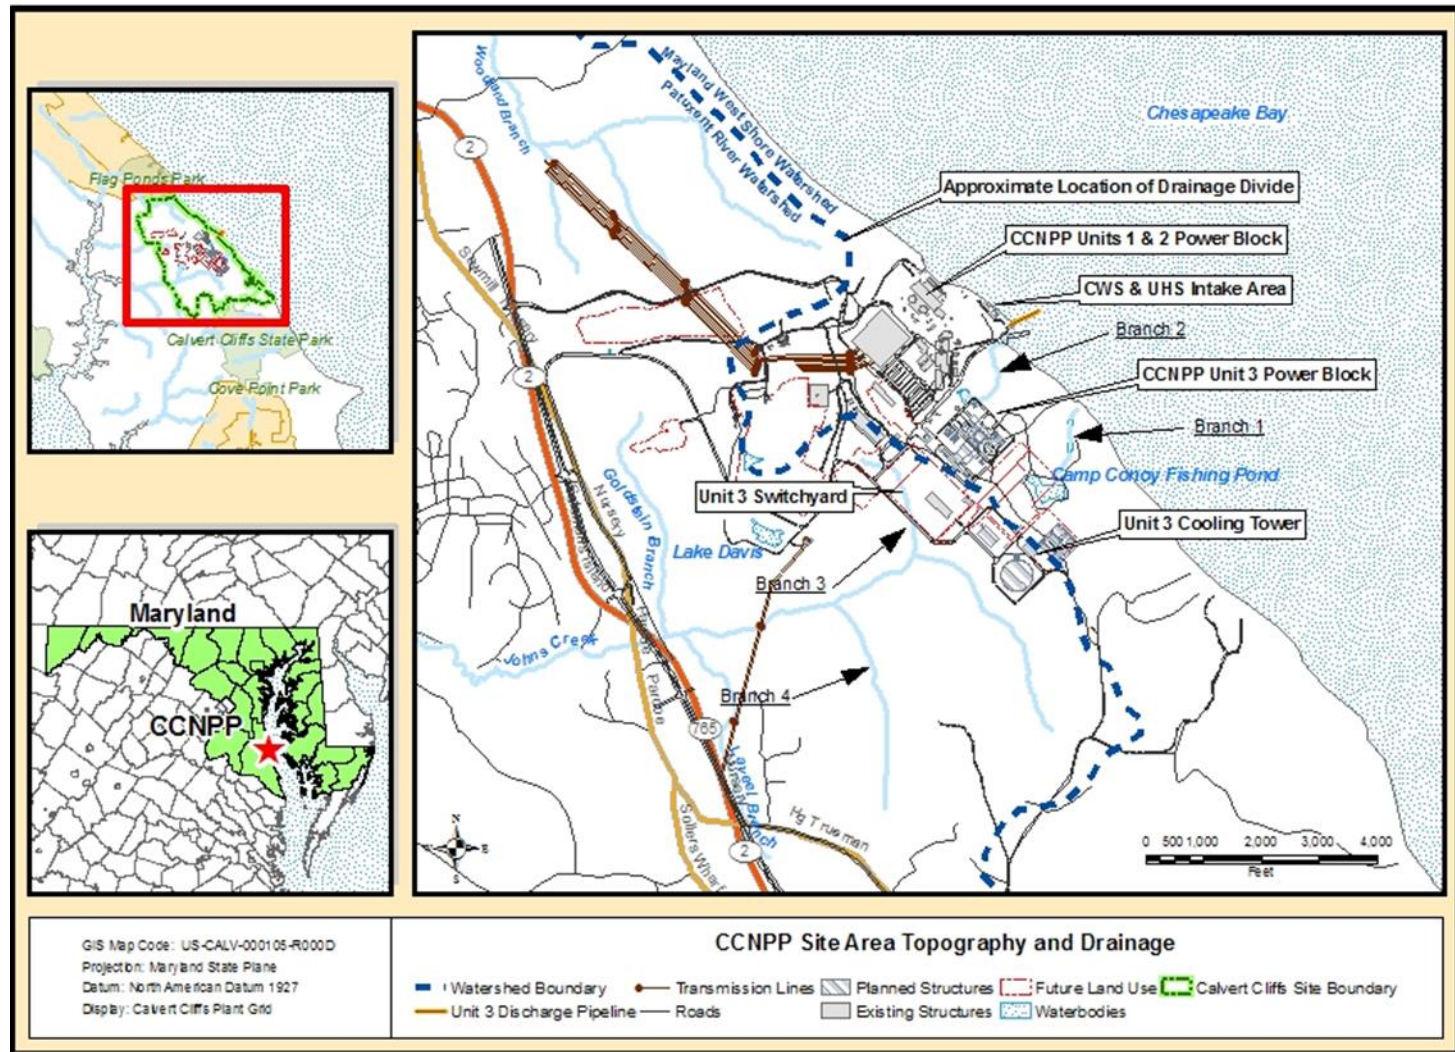 Flag Ponds Park
Calvert Cliffs State Park
Cove Point Park
Maryland
CCNPP
Woodland Branch
Mayland West Shore Watershed
Patuxent River Watershed
Chesapeake Bay
2
Approximate Location of Drainage Divide
CCNPP Units 1 & 2 Power Block
CWS & UHS Intake Area
Branch 2
CCNPP Unit 3 Power Block
Branch 1
Camp Conoy Fishing Pond
Unit 3 Switchyard
Unit 3 Cooling Tower
Sawmill
2
Goldstein Branch
Nursery
Lake Davis
Branch 3
Johns Creek
Pardoe
Branch 4
765
Laveel Branch
Sollers Wharf
Hg Trueman
2
N
E
S
0 500 1,000 2,000 3,000 4,000
Feet
GIS Map Code: US-CALV-000105-R000D
Projection: Maryland State Plane
Datum: North American Datum 1927
Display: Calvert Cliffs Plant Grid
CCNPP Site Area Topography and Drainage
Watershed Boundary Transmission Lines Planned Structures Future Land Use Calvert Cliffs Site Boundary
Unit 3 Discharge Pipeline Roads Existing Structures Waterbodies